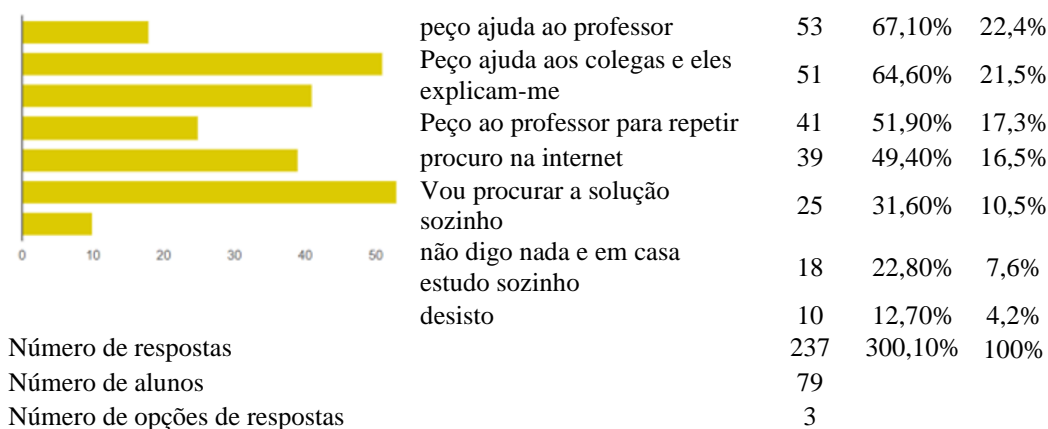 peço ajuda ao professor 53 67,10% 22,4%
Peço ajuda aos colegas e eles
explicam-me 51 64,60% 21,5%
Peço ao professor para repetir 41 51,90% 17,3%
procuro na internet 39 49,40% 16,5%
Vou procurar a solução
sozinho 25 31,60% 10,5%
não digo nada e em casa
estudo sozinho 18 22,80% 7,6%
desisto 10 12,70% 4,2%
0 10 20 30 40 50
Número de respostas 237 300,10% 100%
Número de alunos 79
Número de opções de respostas 3